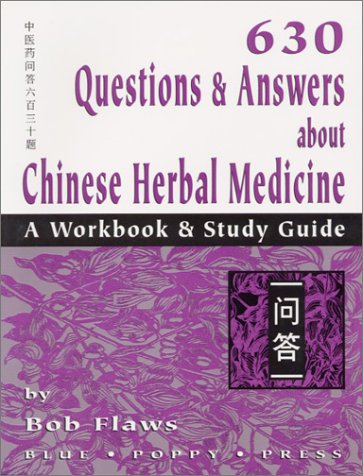 中医药问答六百三十题
630
Questions & Answers
about
Chinese Herbal Medicine
A Workbook & Study Guide
问答
by
Bob Flaws
BLUE • POPPY • PRESS